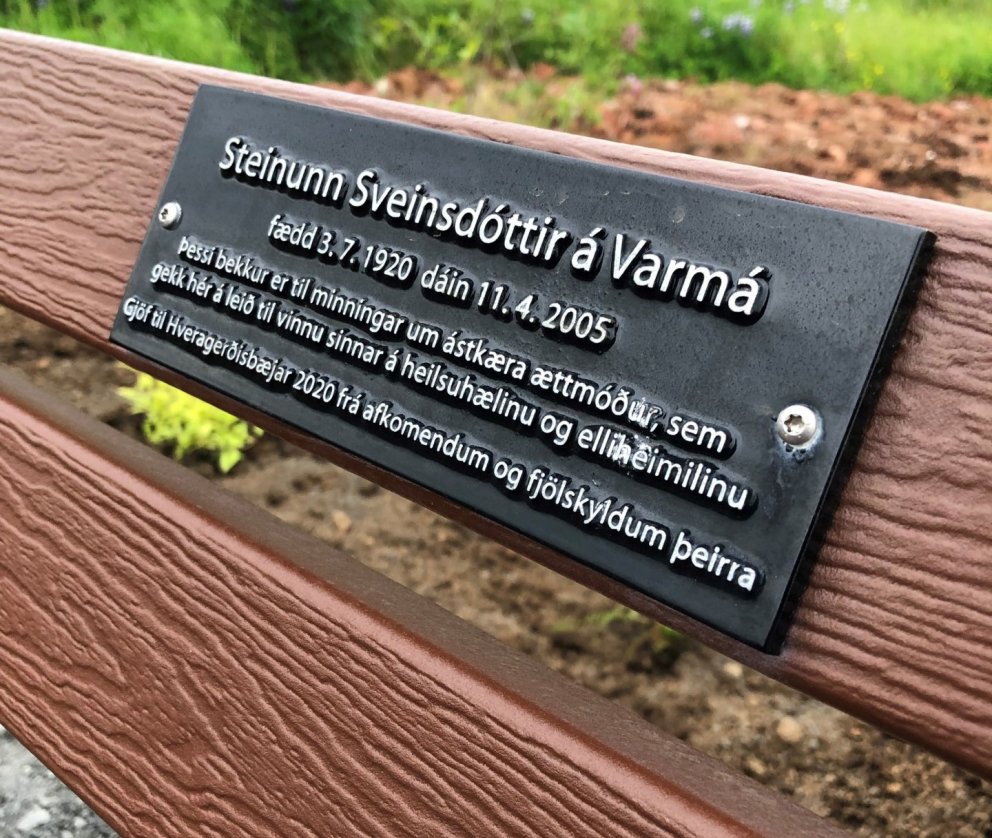 Steinunn Sveinsdóttir á Varmá
fædd 3. 7. 1920 dáin 11. 4. 2005
Þessi bekkur er til minningar um ástkæra ættmóður, sem
gekk hér á leið til vinnu sinnar á heilsuhælinu og elliheimilinu
Gjöf til Hveragerðisbæjar 2020 frá afkomendum og fjölskyldum þeirra